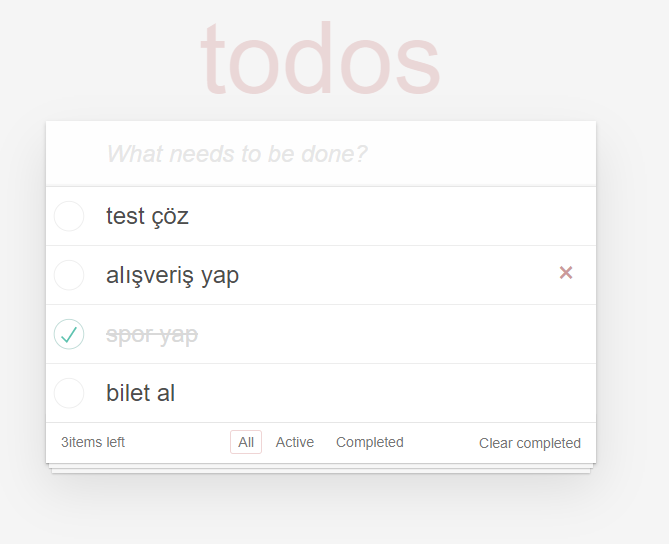 todos
What needs to be done?
test çöz
alışveriş yap
spor yap
bilet al
3items left All Active Completed Clear completed